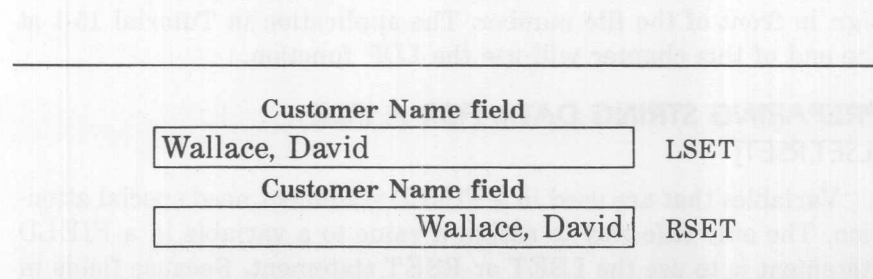 Customer Name field
Wallace, David LSET
Customer Name field
Wallace, David RSET